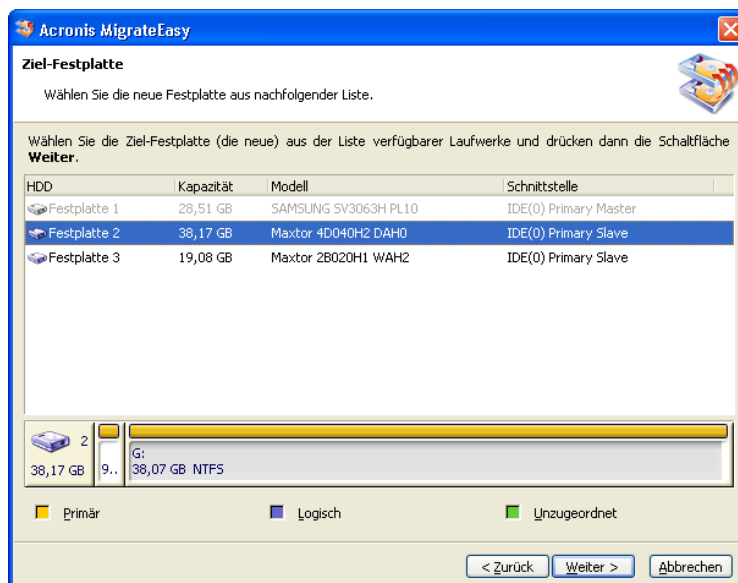 Acronis MigrateEasy
Ziel-Festplatte
Wählen Sie die neue Festplatte aus nachfolgender Liste.
Wählen Sie die Ziel-Festplatte (die neue) aus der Liste verfügbarer Laufwerke und drücken dann die Schaltfläche
Weiter.
HDD Kapazität Modell Schnittstelle
Festplatte 1 28,51 GB SAMSUNG SV3063H PL10 IDE(0) Primary Master
Festplatte 2 38,17 GB Maxtor 4D040H2 DAH0 IDE(0) Primary Slave
Festplatte 3 19,08 GB Maxtor 2B020H1 WAH2 IDE(0) Primary Slave
2 G:
38,17 GB 9.. 38,07 GB NTFS
Primär Logisch Unzugeordnet
< Zurück Weiter > Abbrechen